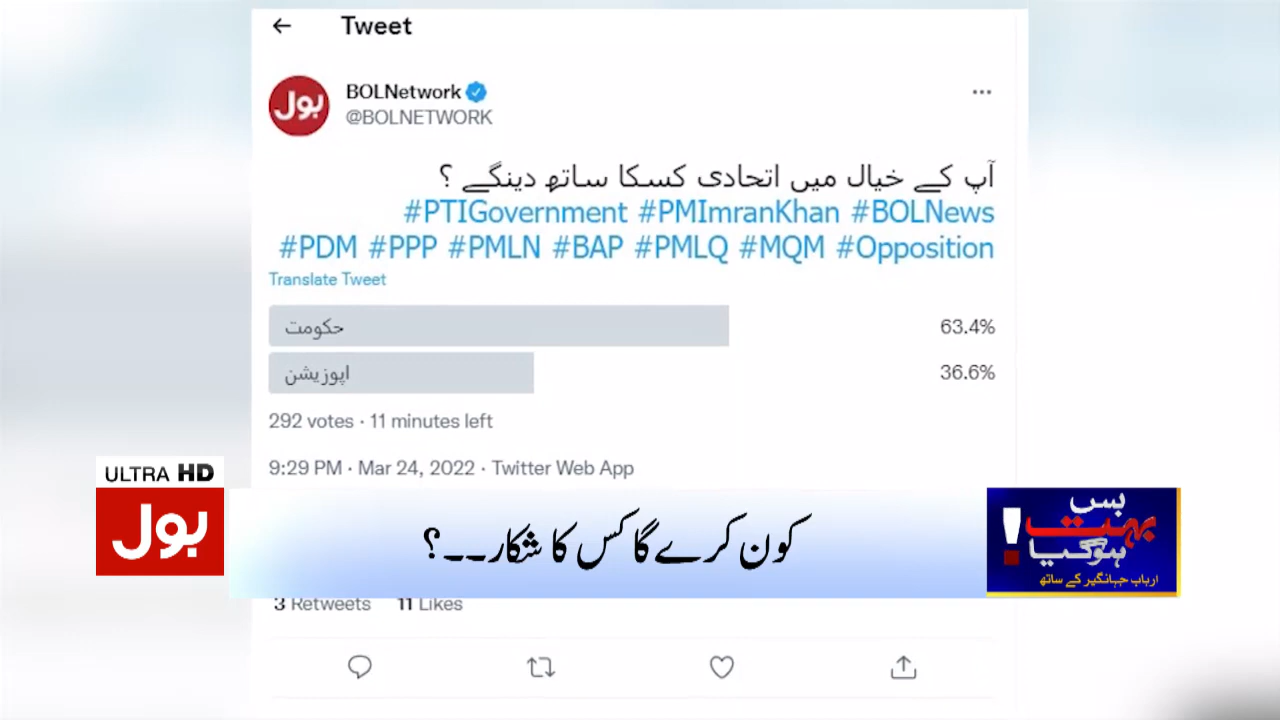 Tweet
بول
BOLNetwork
@BOLNETWORK
آپ کے خیال میں اتحادی کسکا ساتھ دینگے ؟
#PTIGovernment #PMImranKhan #BOLNews
#PDM #PPP #PMLN #BAP #PMLQ #MQM #Opposition
Translate Tweet
حکومت 63.4%
اپوزیشن 36.6%
292 votes · 11 minutes left
9:29 PM · Mar 24, 2022 · Twitter Web App
ULTRA HD
بول
کون کرے گا کس کا شکار۔۔۔؟
بس
بہت
ہوگیا!
ارباب جہانگیر کے ساتھ
3 Retweets 11 Likes